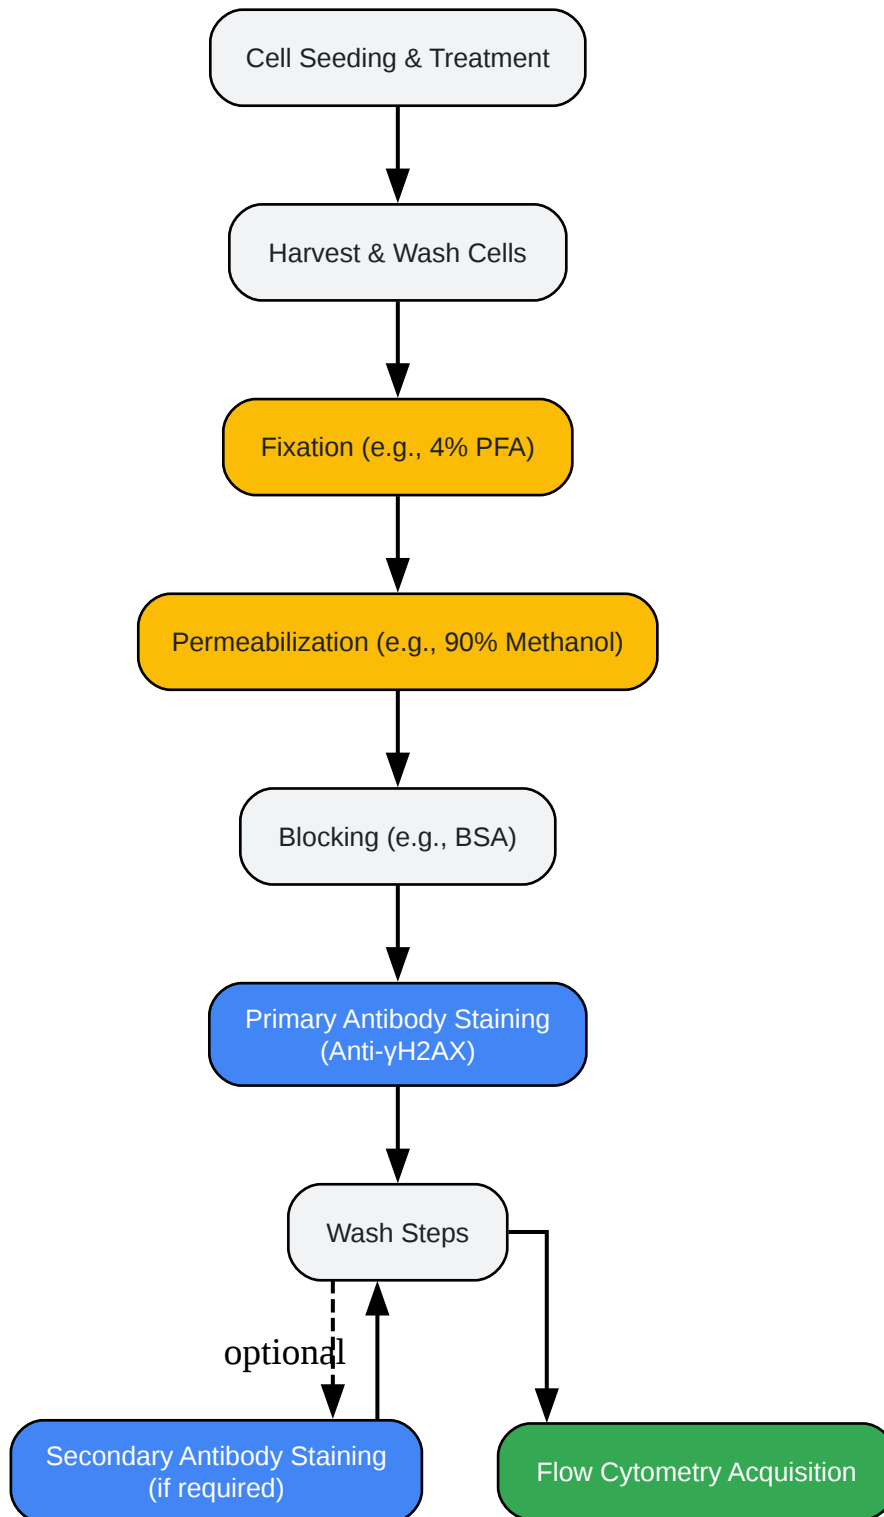 Cell Seeding & Treatment
Harvest & Wash Cells
Fixation (e.g., 4% PFA)
Permeabilization (e.g., 90% Methanol)
Blocking (e.g., BSA)
Primary Antibody Staining
(Anti-γH2AX)
Wash Steps
optional
Secondary Antibody Staining
(if required)
Flow Cytometry Acquisition